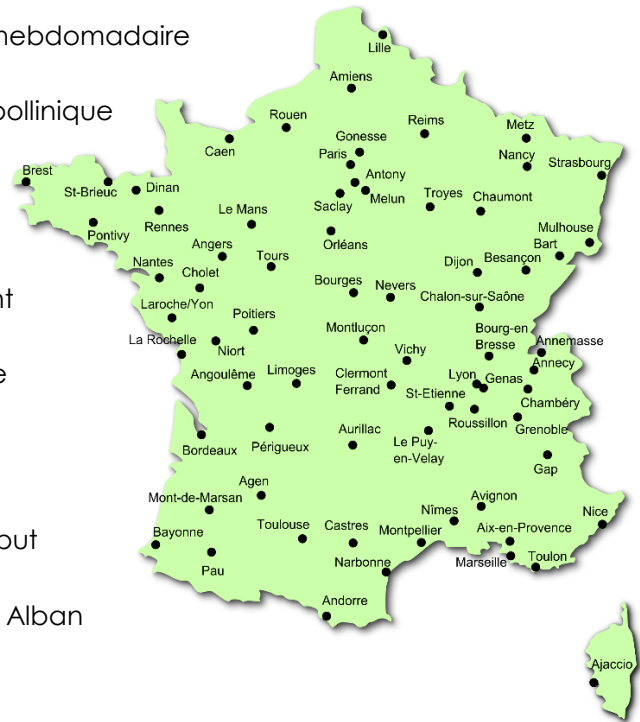 hebdomadaire
pollinique
nt
e
out
Alban
Lille
Amiens
Rouen
Reims
Metz
Caen
Gonesse
Paris
Nancy
Strasbourg
Brest
St-Brieuc
Dinan
Antony
Saclay
Melun
Troyes
Chaumont
Pontivy
Rennes
Le Mans
Orléans
Mulhouse
Bart
Nantes
Angers
Tours
Dijon
Besançon
Cholet
Bourges
Nevers
Chalon-sur-Saône
Laroche/Yon
Poitiers
Montluçon
Bourg-en
Bresse
Annemasse
La Rochelle
Niort
Vichy
Annecy
Angoulême
Limoges
Clermont
Ferrand
Lyon
Genas
St-Etienne
Chambéry
Roussillon
Grenoble
Bordeaux
Périgueux
Aurillac
Le Puy-
en-Velay
Gap
Agen
Mont-de-Marsan
Avignon
Nîmes
Nice
Bayonne
Toulouse
Castres
Montpellier
Aix-en-Provence
Pau
Narbonne
Marseille
Toulon
Andorre
Ajaccio